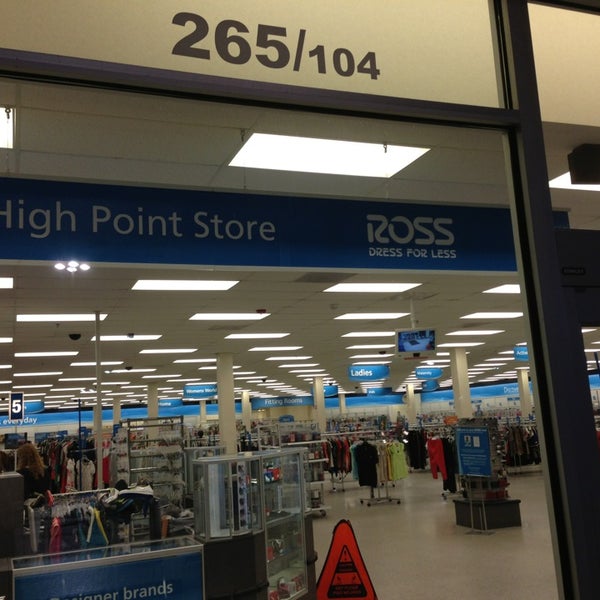 265/104
High Point Store
ROSS
DRESS FOR LESS
Ladies
Fitting Rooms
5
everyday
Designer brands